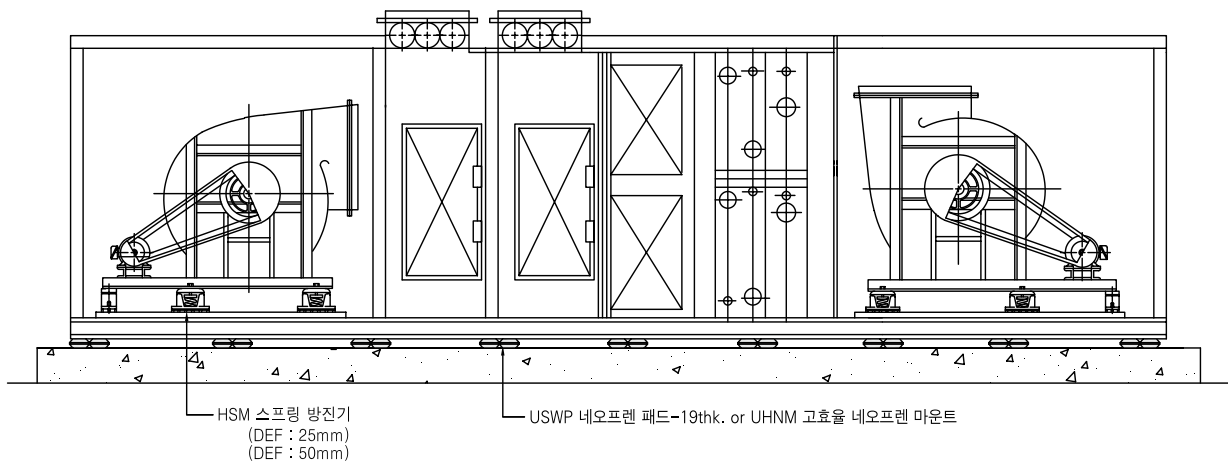 HSM 스프링 방진기
(DEF : 25mm)
(DEF : 50mm)
USWP 네오프렌 패드-19thk. or UHNM 고효율 네오프렌 마운트